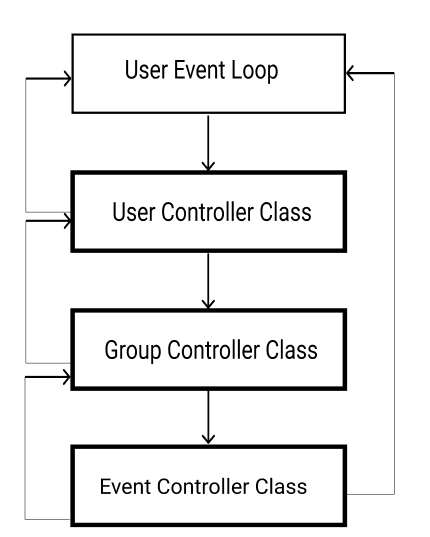 User Event Loop
User Controller Class
Group Controller Class
Event Controller Class